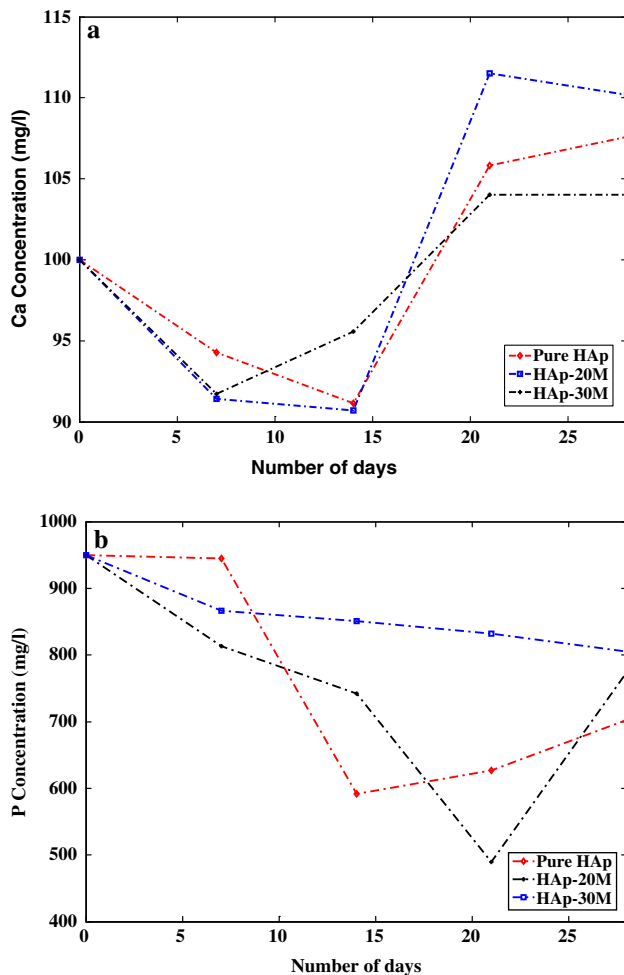 a
115
110
105
100
95
90
Ca Concentration (mg/l)
0 5 10 15 20 25
Number of days
Pure HAp
HAp-20M
HAp-30M
b
1000
900
800
700
600
500
400
P Concentration (mg/l)
0 5 10 15 20 25
Number of days
Pure HAp
HAp-20M
HAp-30M